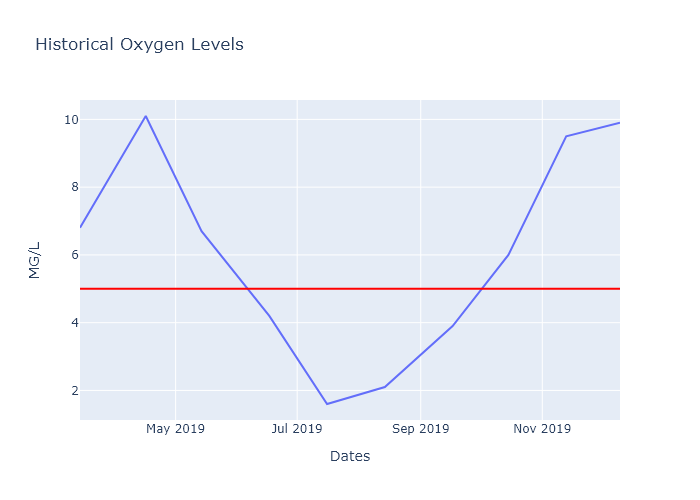 Historical Oxygen Levels
10
8
6
4
2
MG/L
May 2019
Jul 2019
Sep 2019
Nov 2019
Dates